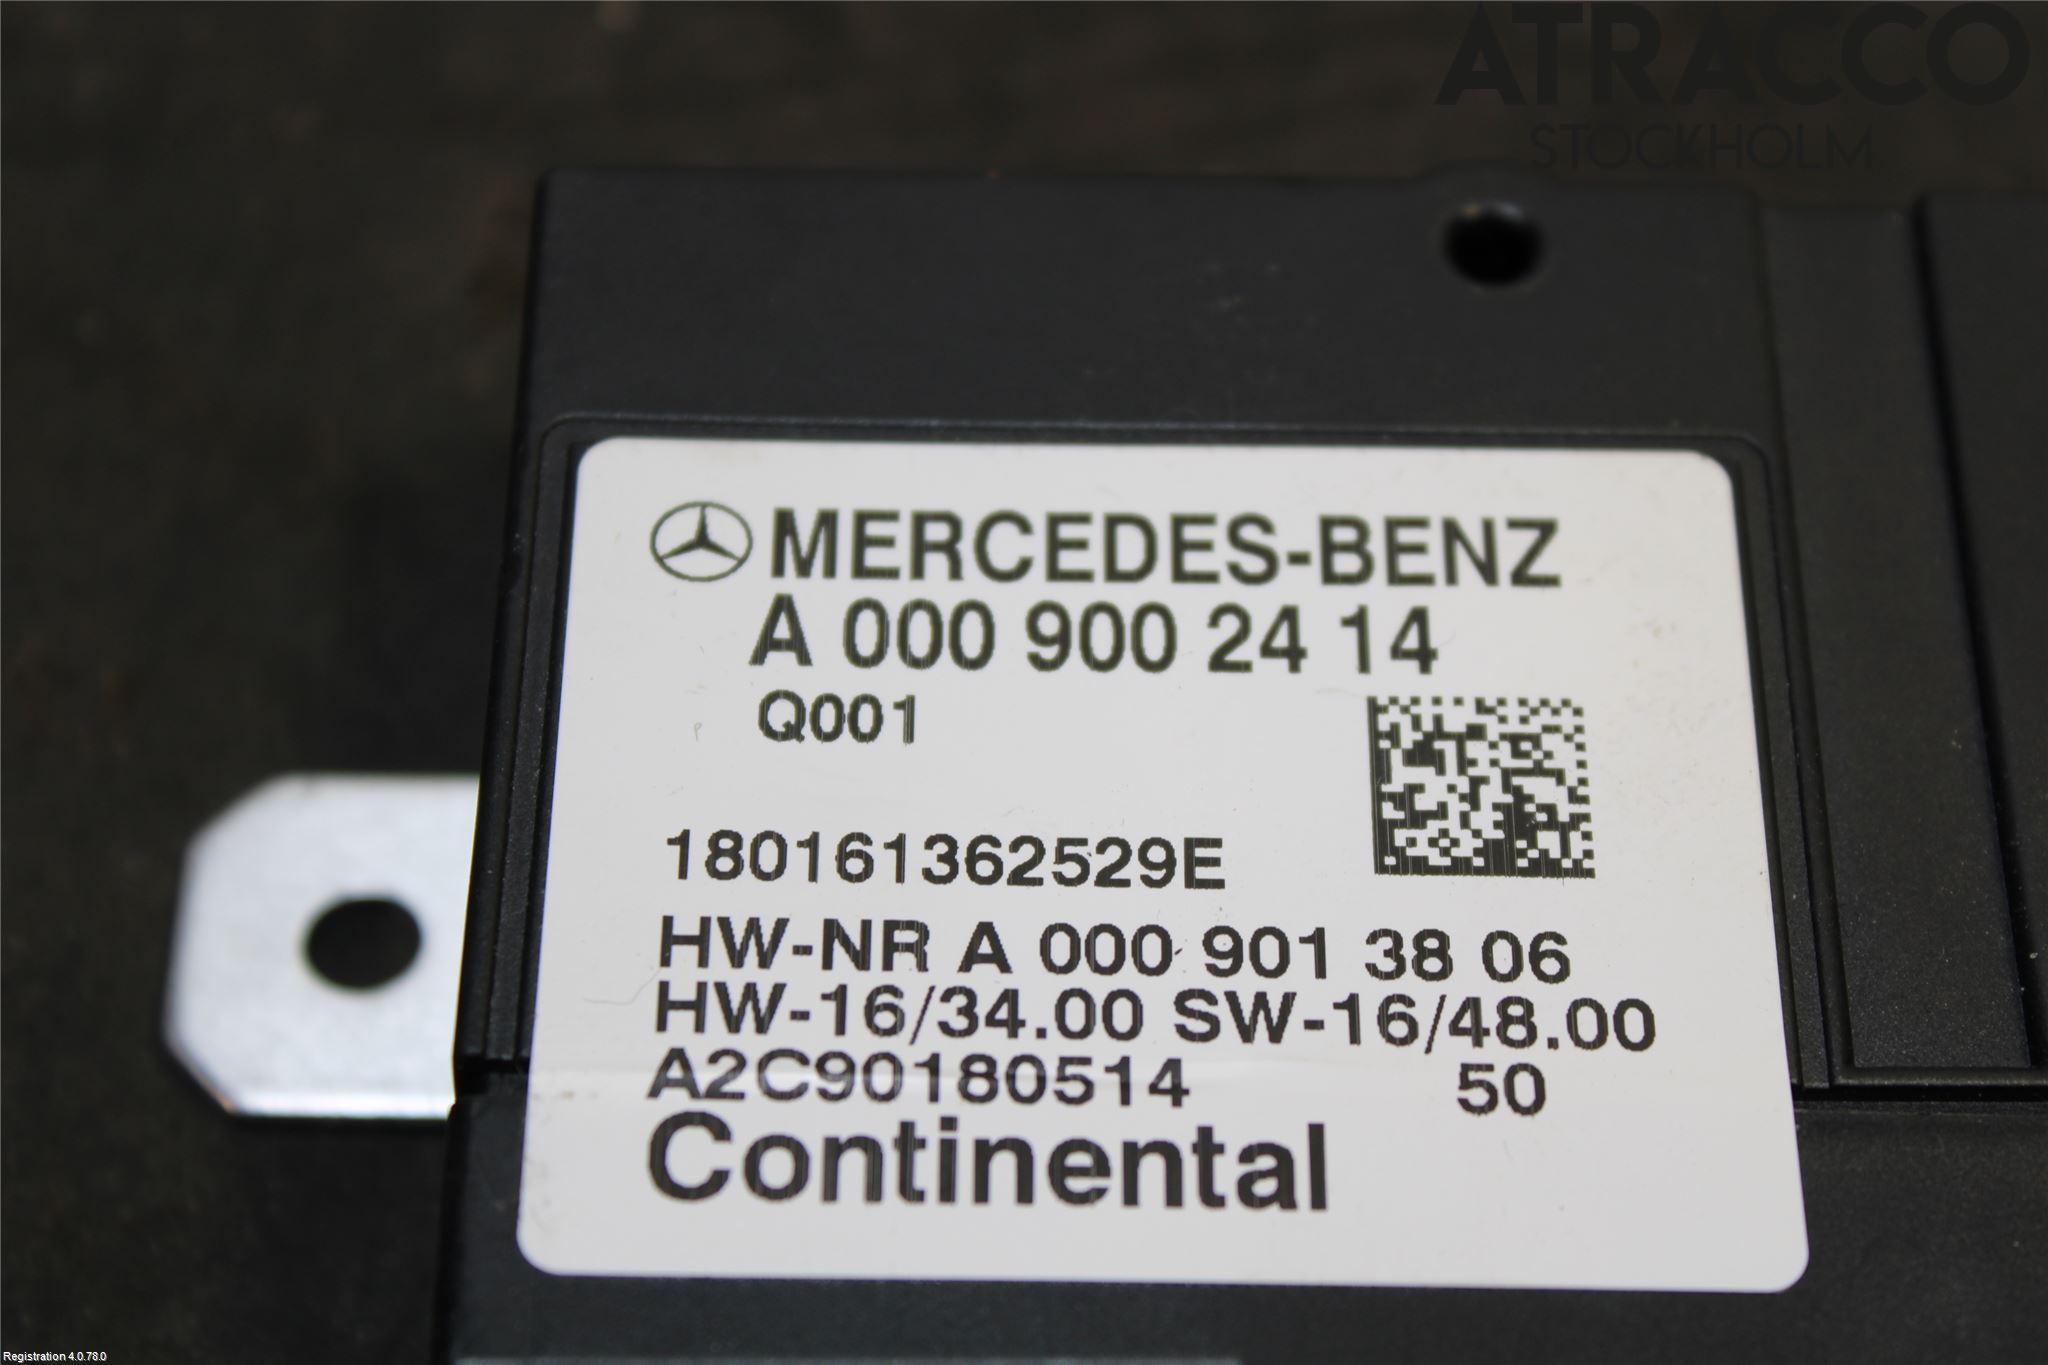 ATRACCO
STOCKHOLM
MERCEDES-BENZ
A 000 900 24 14
Q001
180161362529E
HW-NR A 000 901 38 06
HW-16/34.00 SW-16/48.00
A2C90180514 50
Continental
Registration 4.0.78.0